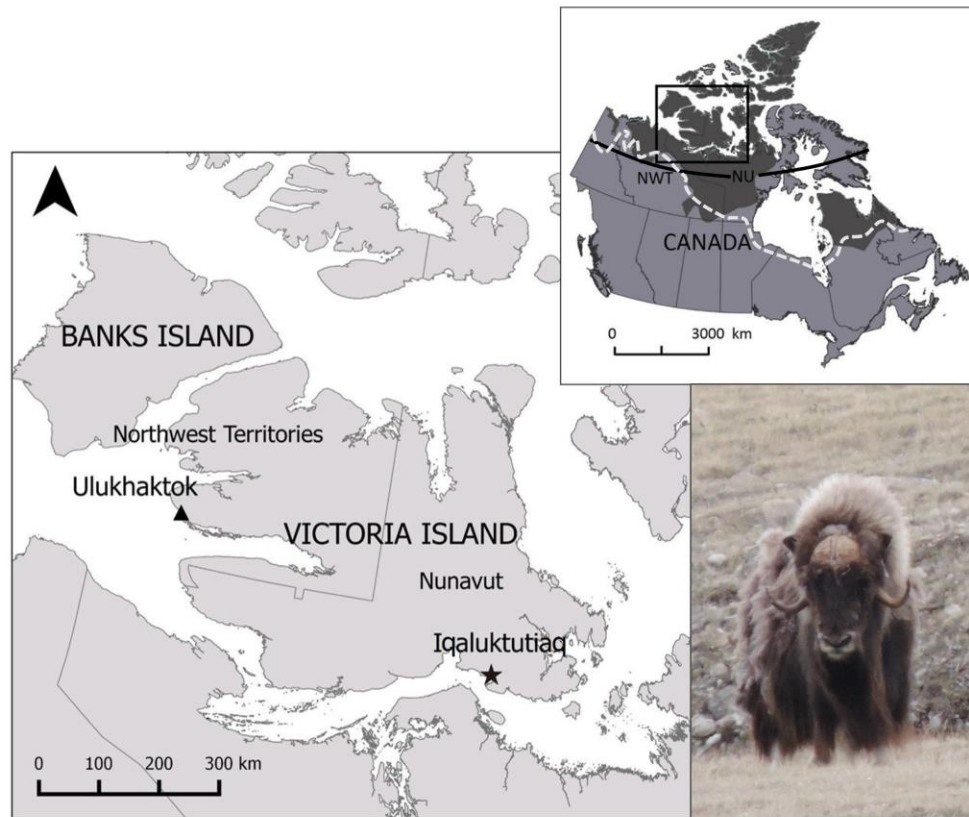 NWT
NU
CANADA
0 3000 km
BANKS ISLAND
Northwest Territories
Ulukhaktok
VICTORIA ISLAND
Nunavut
Iqaluktutiaq
0 100 200 300 km